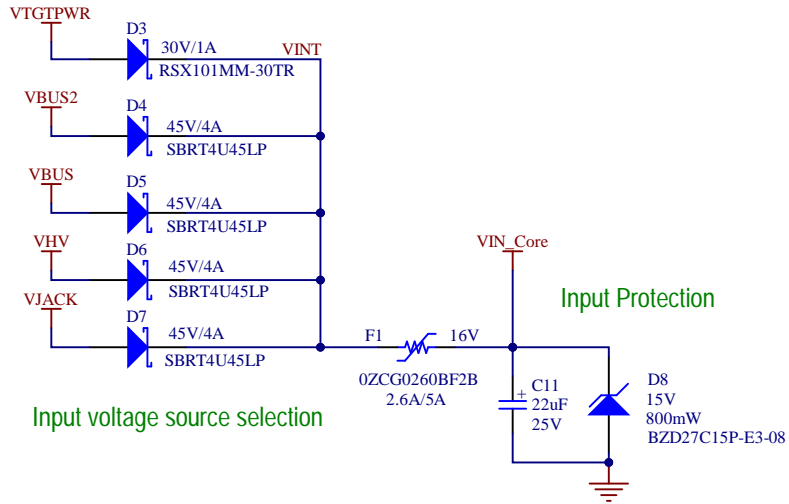 VTGTPWR
D3
30V/1A
VINT
RSX101MM-30TR
VBUS2
D4
45V/4A
SBRT4U45LP
VBUS
D5
45V/4A
SBRT4U45LP
VHV
D6
45V/4A
SBRT4U45LP
VJACK
D7
45V/4A
SBRT4U45LP
VIN_Core
Input Protection
F1
16V
0ZCG0260BF2B
2.6A/5A
+
C11
22uF
25V
D8
15V
800mW
BZD27C15P-E3-08
Input voltage source selection